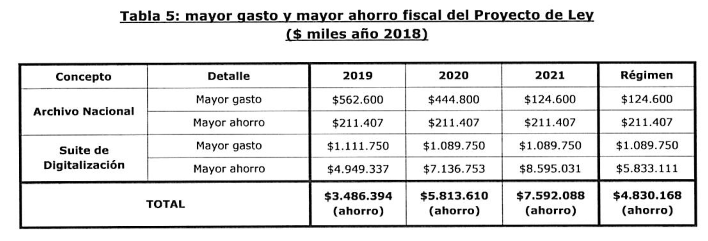 Tabla 5: mayor gasto y mayor ahorro fiscal del Proyecto de Ley
($ miles año 2018)
Concepto Detalle 2019 2020 2021 Régimen
Archivo Nacional Mayor gasto $562.600 $444.800 $124.600 $124.600
Mayor ahorro $211.407 $211.407 $211.407 $211.407
Suite de Digitalización Mayor gasto $1.111.750 $1.089.750 $1.089.750 $1.089.750
Mayor ahorro $4.949.337 $7.136.753 $8.595.031 $5.833.111
TOTAL $3.486.394 $5.813.610 $7.592.088 $4.830.168
(ahorro) (ahorro) (ahorro) (ahorro)